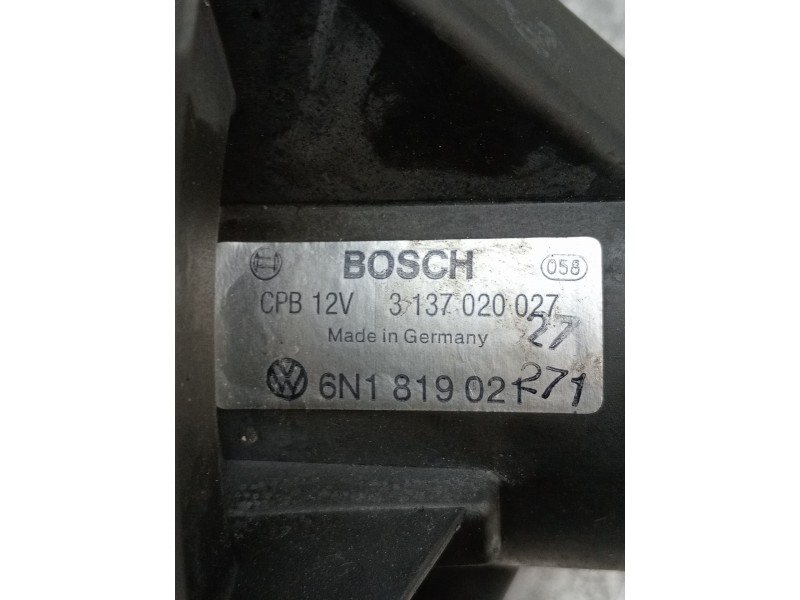 BOSCH 058
CPB 12V 3 137 020 027
Made in Germany 27
6N1 819 021 271